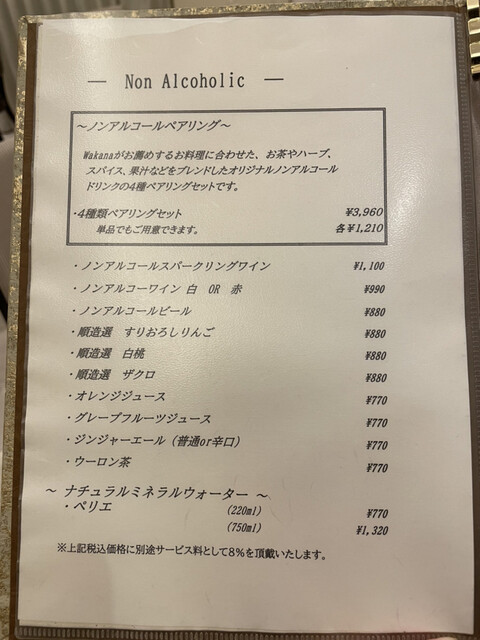 — Non Alcoholic —
～ノンアルコールペアリング～
Wakanaがお薦めするお料理に合わせた、お茶やハーブ、
スパイス、果汁などをブレンドしたオリジナルノンアルコール
ドリンクの4種ペアリングセットです。
・4種類ペアリングセット ¥3,960
単品でもご用意できます。 各¥1,210
・ノンアルコールスパークリングワイン ¥1,100
・ノンアルコーワイン 白 OR 赤 ¥990
・ノンアルコールビール ¥880
・順造選 すりおろしりんご ¥880
・順造選 白桃 ¥880
・順造選 ザクロ ¥880
・オレンジジュース ¥770
・グレープフルーツジュース ¥770
・ジンジャーエール（普通or辛口） ¥770
・ウーロン茶 ¥770
～ ナチュラルミネラルウォーター ～
・ペリエ (220ml) ¥770
(750ml) ¥1,320
※上記税込価格に別途サービス料として8%を頂戴いたします。